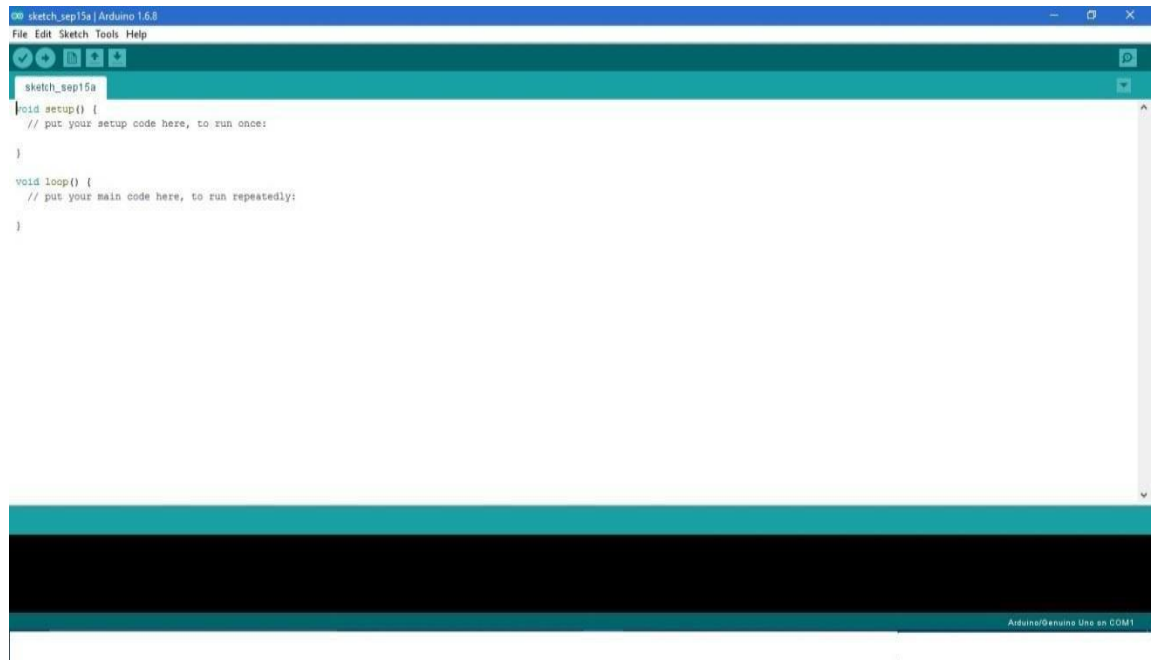 sketch_sep15a | Arduino 1.6.8
File Edit Sketch Tools Help
sketch_sep15a
void setup() {
// put your setup code here, to run once:
}
void loop() {
// put your main code here, to run repeatedly:
}
Arduino/Genuino Uno on COM1